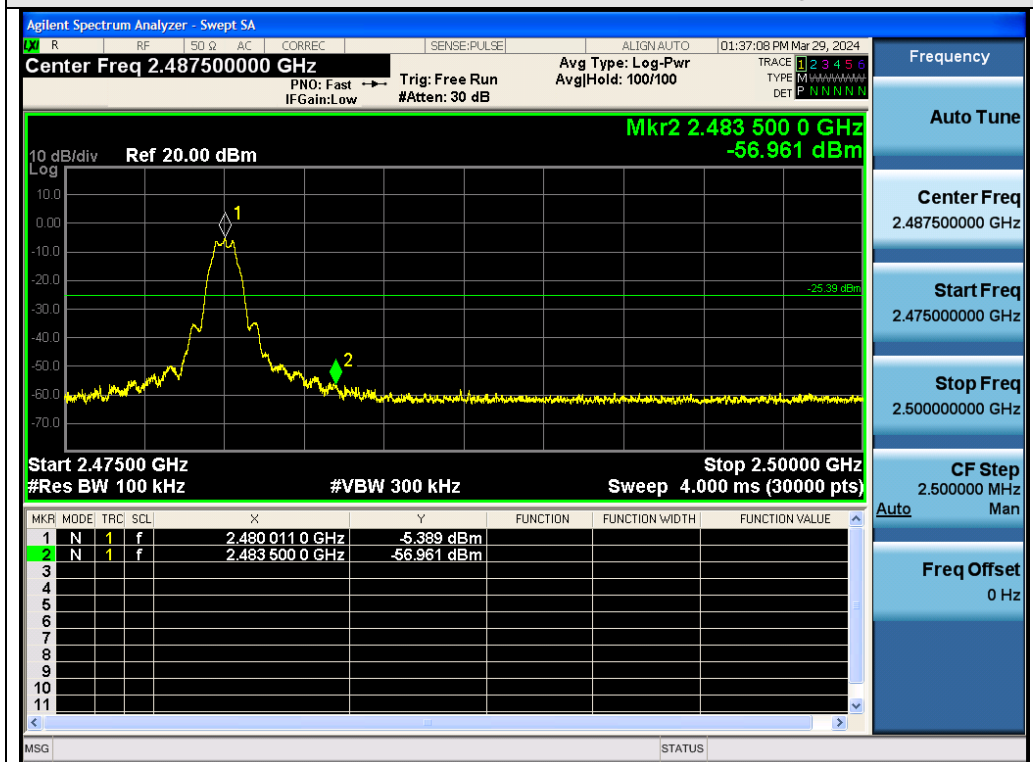 Agilent Spectrum Analyzer - Swept SA
LXI R RF 50 Ω AC CORREC SENSE:PULSE ALIGN AUTO 01:37:08 PM Mar 29, 2024
Center Freq 2.487500000 GHz
PNO: Fast
IFGain:Low
Trig: Free Run
#Atten: 30 dB
Avg Type: Log-Pwr
Avg|Hold: 100/100
TRACE 1 2 3 4 5 6
TYPE M W W W W W
DET P N N N N N
Mkr2 2.483 500 0 GHz
-56.961 dBm
10 dB/div Ref 20.00 dBm
Log
10.0
0.00
-10.0
-20.0
-30.0
-40.0
-50.0
-60.0
-70.0
1
2
-25.39 dBm
Start 2.47500 GHz Stop 2.50000 GHz
#Res BW 100 kHz #VBW 300 kHz Sweep 4.000 ms (30000 pts)
MKR MODE TRC SCL X Y FUNCTION FUNCTION WIDTH FUNCTION VALUE
1 N 1 f 2.480 011 0 GHz -5.389 dBm
2 N 1 f 2.483 500 0 GHz -56.961 dBm
3
4
5
6
7
8
9
10
11
MSG STATUS
Frequency
Auto Tune
Center Freq
2.487500000 GHz
Start Freq
2.475000000 GHz
Stop Freq
2.500000000 GHz
CF Step
2.500000 MHz
Auto Man
Freq Offset
0 Hz